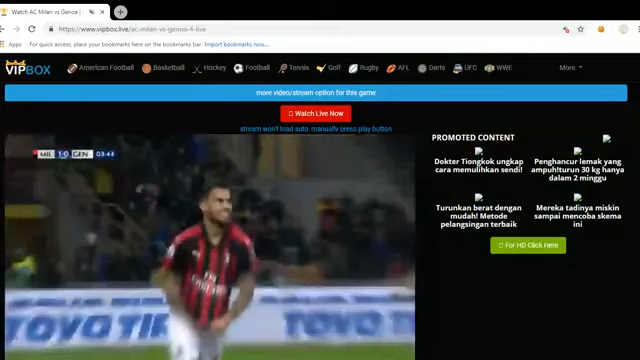 Watch AC Milan vs Genoa |
https://www.vipbox.live/ac-milan-vs-genoa-4-live
Apps For quick access, place your bookmarks here on the bookmarks bar. Import bookmarks now...
VIPBOX American Football Basketball Hockey Football Tennis Golf Rugby AFL Darts UFC WWE More
more video/stream option for this game
Watch Live Now
stream won't load auto, manually press play button
MIL 1-0 GEN 03:44
Fly Emirates
TOYO TIR
TOYO TIRE
PROMOTED CONTENT
Dokter Tiongkok ungkap
cara memulihkan sendi!
Penghancur lemak yang
ampuh!turun 30 kg hanya
dalam 2 minggu
Turunkan berat dengan
mudah! Metode
pelangsingan terbaik
Mereka tadinya miskin
sampai mencoba skema
ini
For HD Click Here